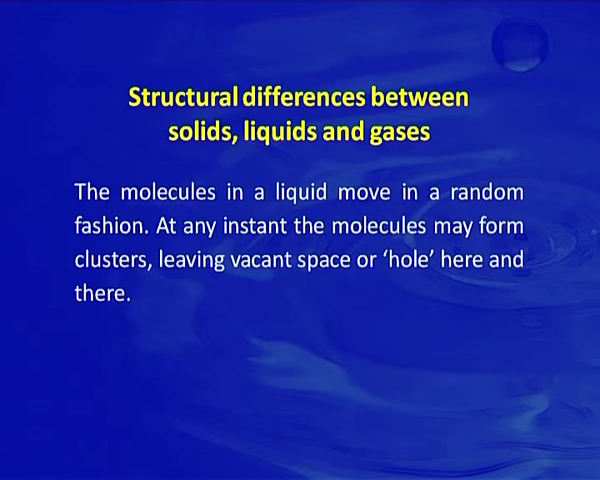 Structural differences between
solids, liquids and gases
The molecules in a liquid move in a random
fashion. At any instant the molecules may form
clusters, leaving vacant space or ‘hole’ here and
there.